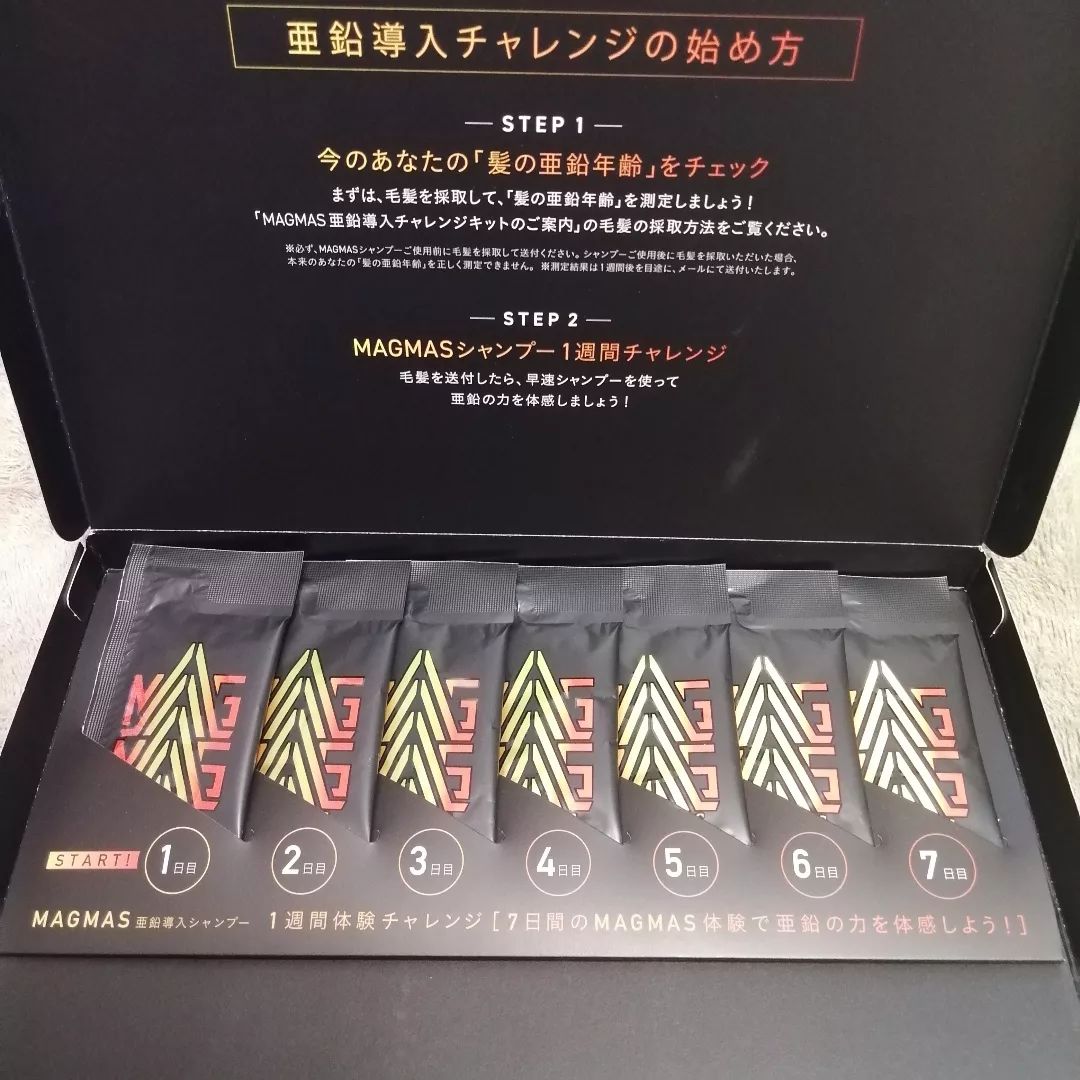 亜鉛導入チャレンジの始め方
STEP 1
今のあなたの「髪の亜鉛年齢」をチェック
まずは、毛髪を採取して、「髪の亜鉛年齢」を測定しましょう!
「MAGMAS亜鉛導入チャレンジキットのご案内」の毛髪の採取方法をご覧ください。
※必ず、MAGMASシャンプーご使用前に毛髪を採取して送付ください。シャンプーご使用後に毛髪を採取いただいた場合、
本来のあなたの「髪の亜鉛年齢」を正しく測定できません。 ※測定結果は1週間後を目途に、メールにて送付いたします。
STEP 2
MAGMASシャンプー1週間チャレンジ
毛髪を送付したら、早速シャンプーを使って
亜鉛の力を体感しましょう!
START! 1日目 2日目 3日目 4日目 5日目 6日目 7日目
MAGMAS 亜鉛導入シャンプー 1週間体験チャレンジ [7日間のMAGMAS体験で亜鉛の力を体感しよう!]